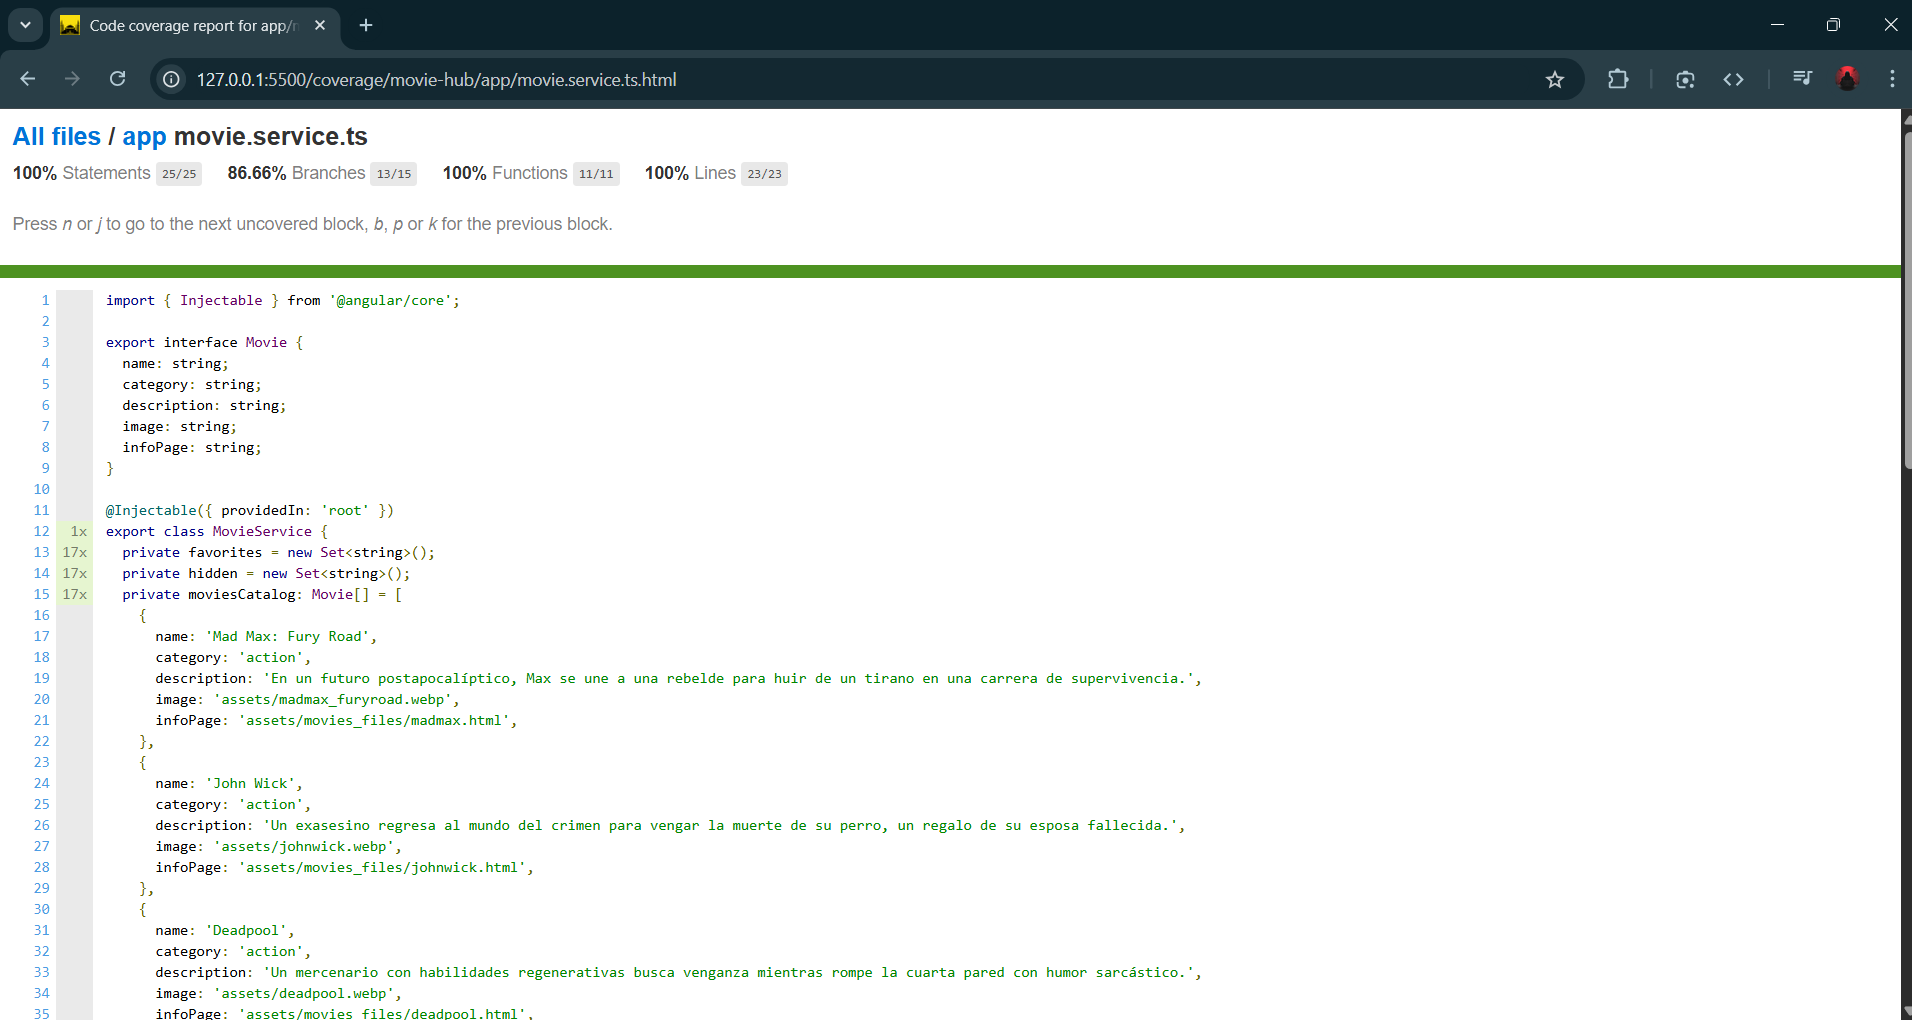 Code coverage report for app/
127.0.0.1:5500/coverage/movie-hub/app/movie.service.ts.html
All files / app movie.service.ts
100% Statements 25/25 86.66% Branches 13/15 100% Functions 11/11 100% Lines 23/23
Press n or j to go to the next uncovered block, b, p or k for the previous block.
1 import { Injectable } from '@angular/core';
2
3 export interface Movie {
4 name: string;
5 category: string;
6 description: string;
7 image: string;
8 infoPage: string;
9 }
10
11 @Injectable({ providedIn: 'root' })
12 1x export class MovieService {
13 17x private favorites = new Set<string>();
14 17x private hidden = new Set<string>();
15 17x private moviesCatalog: Movie[] = [
16 {
17 name: 'Mad Max: Fury Road',
18 category: 'action',
19 description: 'En un futuro postapocalíptico, Max se une a una rebelde para huir de un tirano en una carrera de supervivencia.',
20 image: 'assets/madmax_furyroad.webp',
21 infoPage: 'assets/movies_files/madmax.html',
22 },
23 {
24 name: 'John Wick',
25 category: 'action',
26 description: 'Un exasesino regresa al mundo del crimen para vengar la muerte de su perro, un regalo de su esposa fallecida.',
27 image: 'assets/johnwick.webp',
28 infoPage: 'assets/movies_files/johnwick.html',
29 },
30 {
31 name: 'Deadpool',
32 category: 'action',
33 description: 'Un mercenario con habilidades regenerativas busca venganza mientras rompe la cuarta pared con humor sarcástico.',
34 image: 'assets/deadpool.webp',
35 infoPage: 'assets/movies_files/deadpool.html',